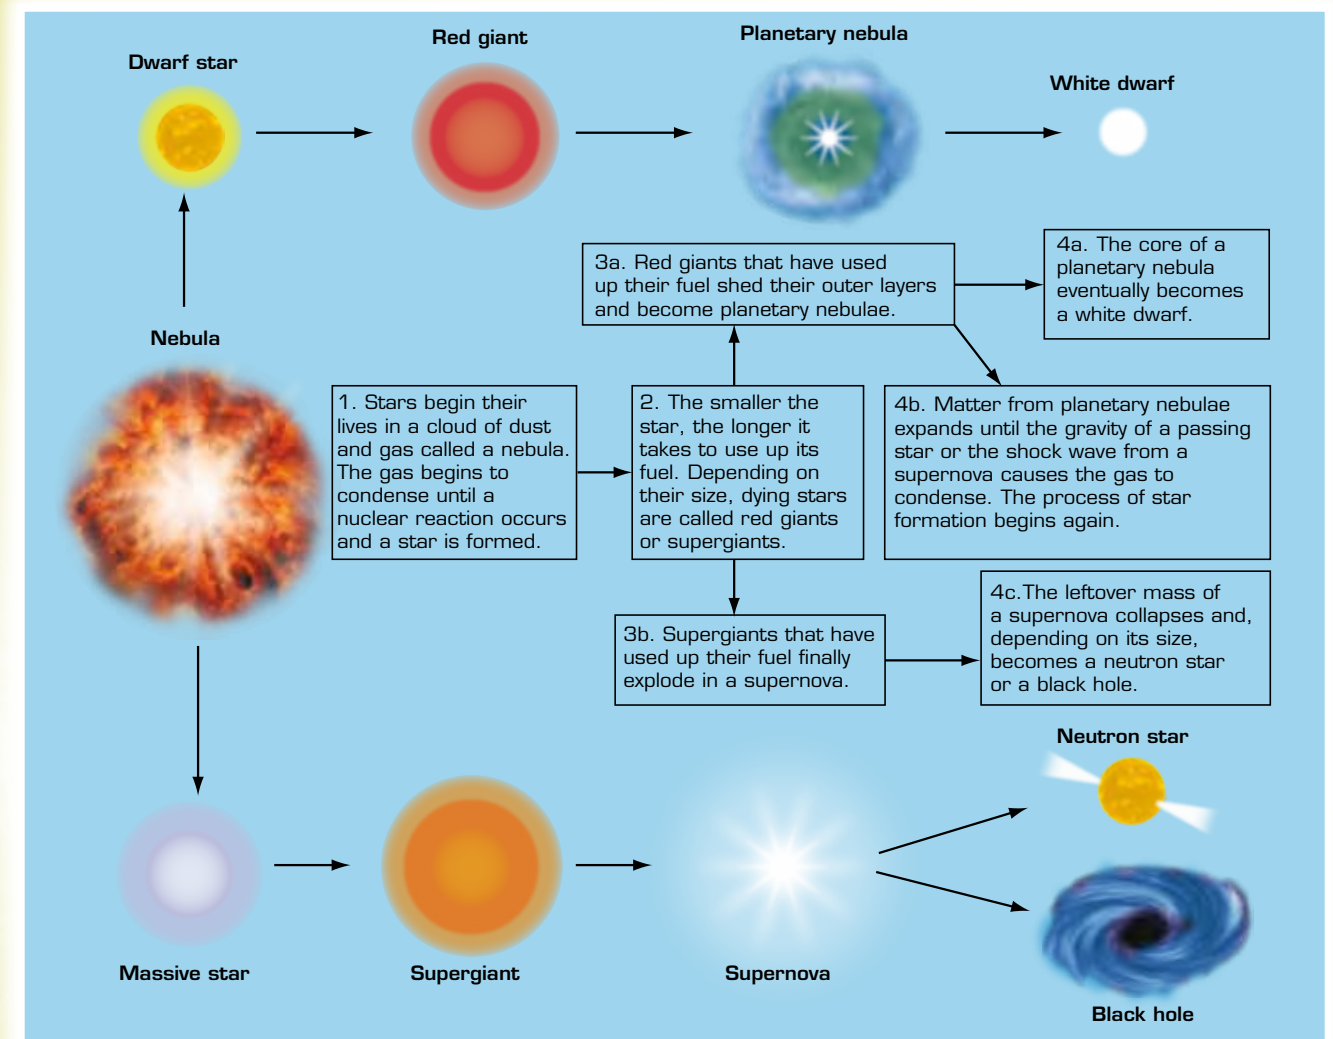 Dwarf star
Red giant
Planetary nebula
White dwarf
Nebula
1. Stars begin their
lives in a cloud of dust
and gas called a nebula.
The gas begins to
condense until a
nuclear reaction occurs
and a star is formed.
2. The smaller the
star, the longer it
takes to use up its
fuel. Depending on
their size, dying stars
are called red giants
or supergiants.
3a. Red giants that have used
up their fuel shed their outer layers
and become planetary nebulae.
4a. The core of a
planetary nebula
eventually becomes
a white dwarf.
4b. Matter from planetary nebulae
expands until the gravity of a passing
star or the shock wave from a
supernova causes the gas to
condense. The process of star
formation begins again.
3b. Supergiants that have
used up their fuel finally
explode in a supernova.
4c.The leftover mass of
a supernova collapses and,
depending on its size,
becomes a neutron star
or a black hole.
Massive star
Supergiant
Supernova
Neutron star
Black hole